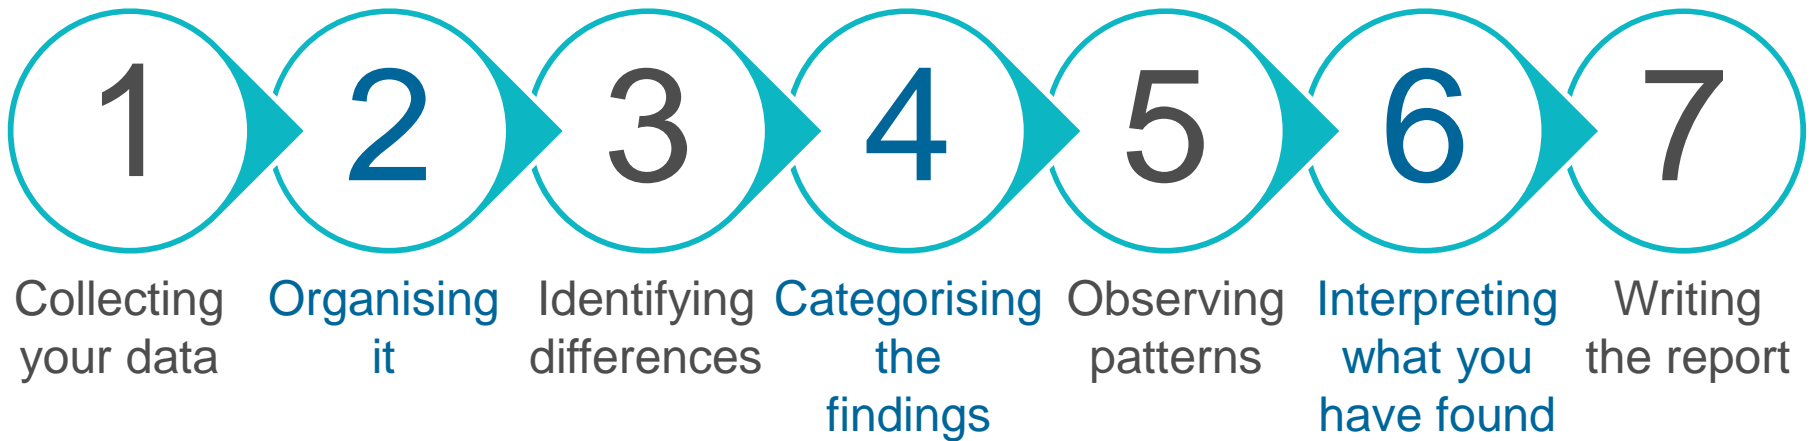 1
2
3
4
5
6
7
Collecting
your data
Organising
it
Identifying
differences
Categorising
the
findings
Observing
patterns
Interpreting
what you
have found
Writing
the report